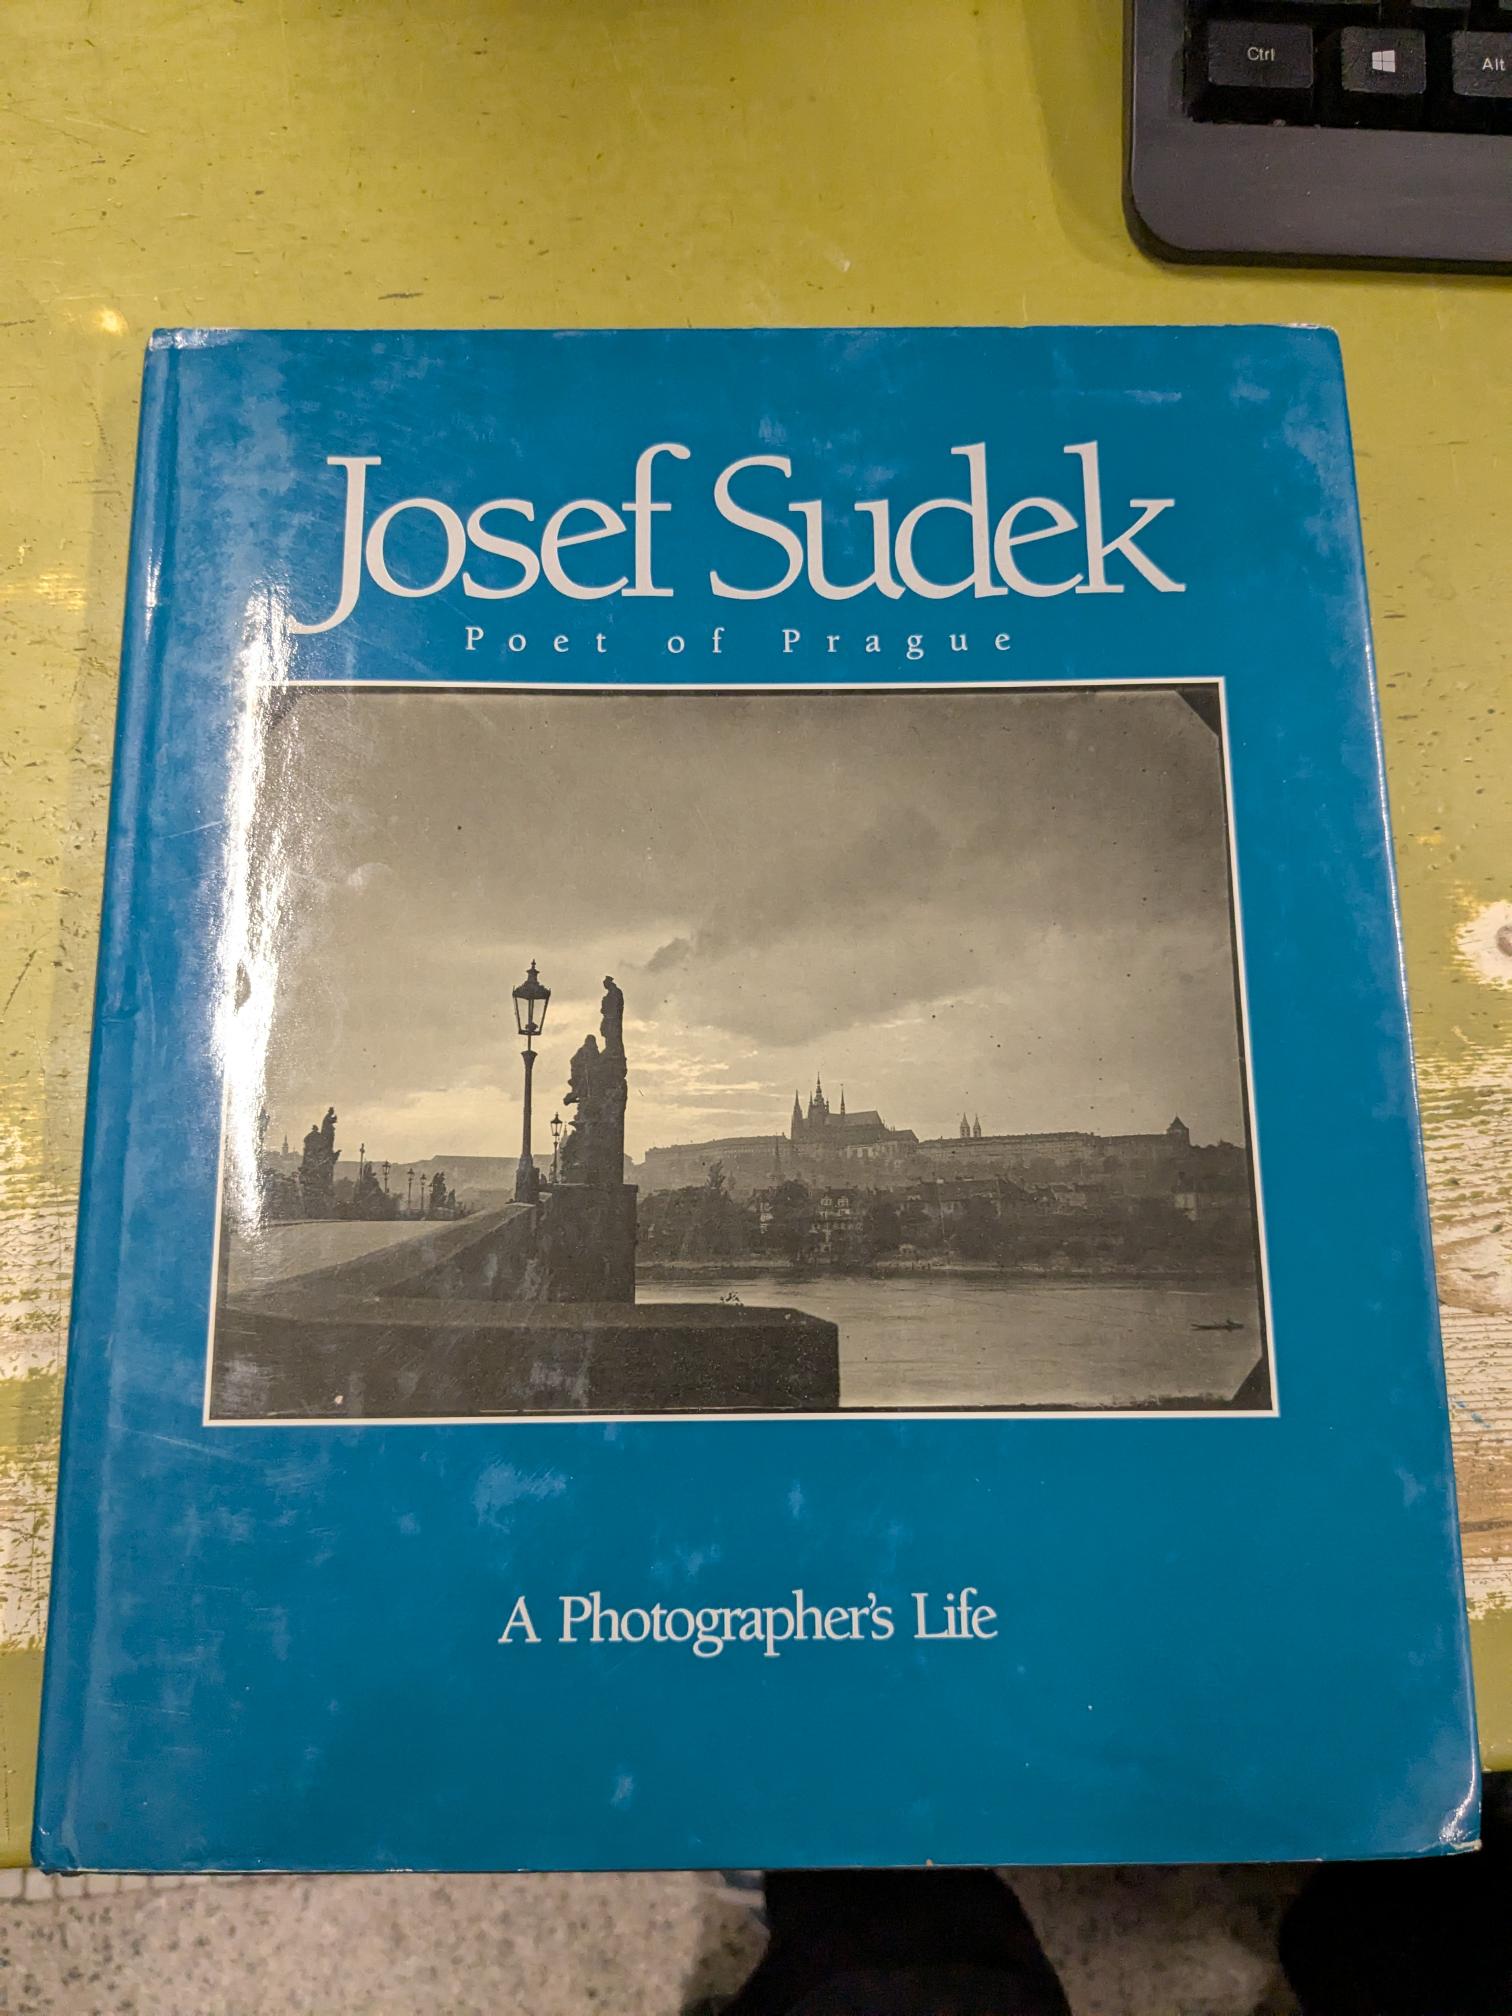 Ctrl
Alt
Josef Sudek
Poet of Prague
A Photographer's Life